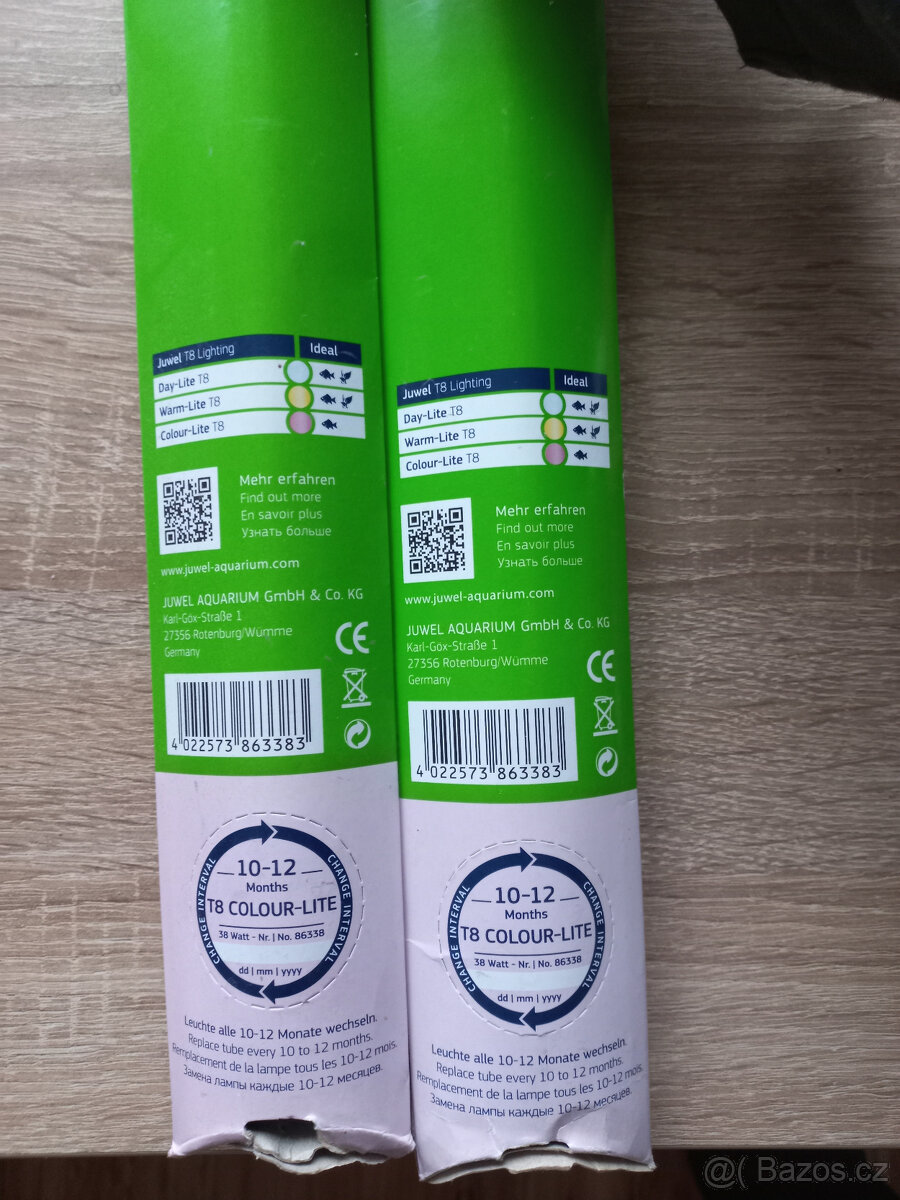 Juwel T8 Lighting Ideal
Day-Lite T8
Warm-Lite T8
Colour-Lite T8
Mehr erfahren
Find out more
En savoir plus
Узнать больше
www.juwel-aquarium.com
JUWEL AQUARIUM GmbH & Co. KG
Karl-Göx-Straße 1
27356 Rotenburg/Wümme
Germany
CE
4 022573 863383
CHANGE INTERVAL
CHANGE INTERVAL
10-12
Months
T8 COLOUR-LITE
38 Watt - Nr. | No. 86338
dd | mm | yyyy
Leuchte alle 10-12 Monate wechseln.
Replace tube every 10 to 12 months.
Remplacement de la lampe tous les 10-12 mois.
Замена лампы каждые 10-12 месяцев.
Juwel T8 Lighting Ideal
Day-Lite T8
Warm-Lite T8
Colour-Lite T8
Mehr erfahren
Find out more
En savoir plus
Узнать больше
www.juwel-aquarium.com
JUWEL AQUARIUM GmbH & Co. KG
Karl-Göx-Straße 1
27356 Rotenburg/Wümme
Germany
CE
4 022573 863383
CHANGE INTERVAL
CHANGE INTERVAL
10-12
Months
T8 COLOUR-LITE
38 Watt - Nr. | No. 86338
dd | mm | yyyy
Leuchte alle 10-12 Monate wechseln.
Replace tube every 10 to 12 months.
Remplacement de la lampe tous les 10-12 mois.
Замена лампы каждые 10-12 месяцев.
@( Bazos.cz